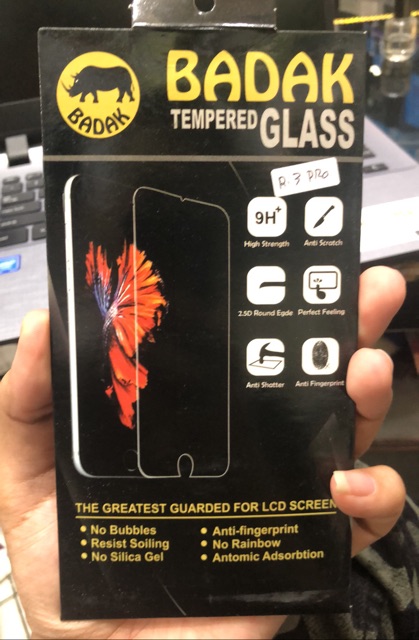 BADAK
BADAK
TEMPERED GLASS
R. 3 PRO
9H+
High Strength
Anti Scratch
2.5D Round Egde
Perfect Feeling
Anti Shatter
Anti Fingerprint
THE GREATEST GUARDED FOR LCD SCREEN
• No Bubbles
• Resist Soiling
• No Silica Gel
• Anti-fingerprint
• No Rainbow
• Antomic Adsorbtion